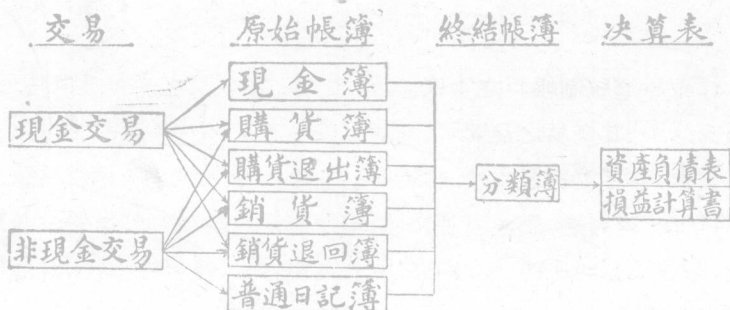 交易 原始帳簿 終結帳簿 決算表
現金簿
現金交易 購貨簿
購貨退出簿
分類簿 資產負債表
損益計算書
銷貨簿
非現金交易 銷貨退回簿
普通日記簿